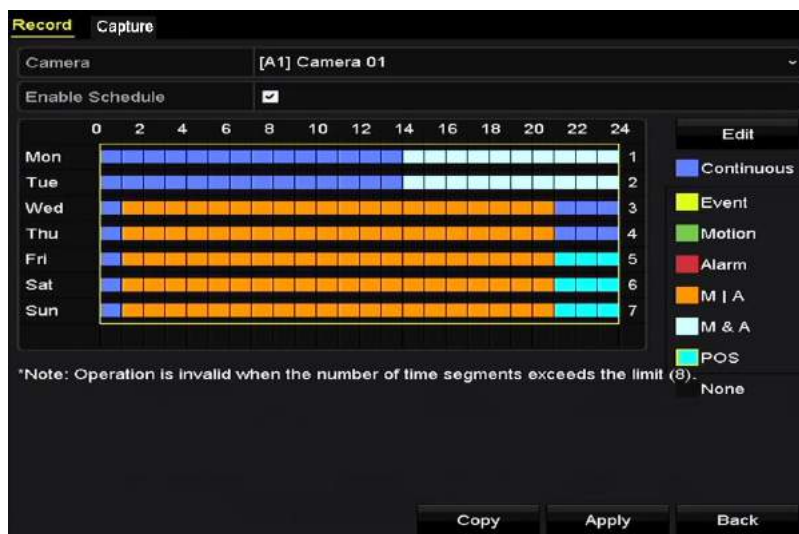 Record Capture
Camera [A1] Camera 01
Enable Schedule
0 2 4 6 8 10 12 14 16 18 20 22 24
Edit
Mon 1
Continuous
Tue 2
Event
Wed 3
Motion
Thu 4
Alarm
Fri 5
Sat 6
M | A
Sun 7
M & A
POS
*Note: Operation is invalid when the number of time segments exceeds the limit (8).
None
Copy Apply Back